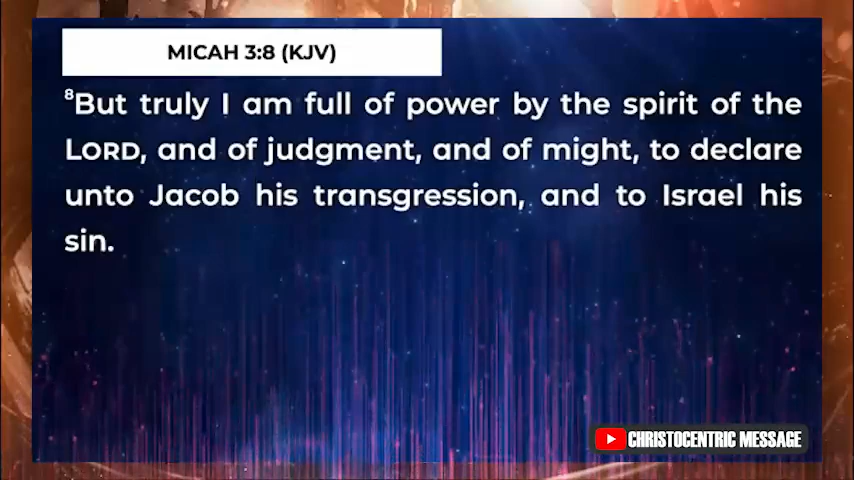 MICAH 3:8 (KJV)
⁸But truly I am full of power by the spirit of the
LORD, and of judgment, and of might, to declare
unto Jacob his transgression, and to Israel his
sin.
CHRISTOCENTRIC MESSAGE